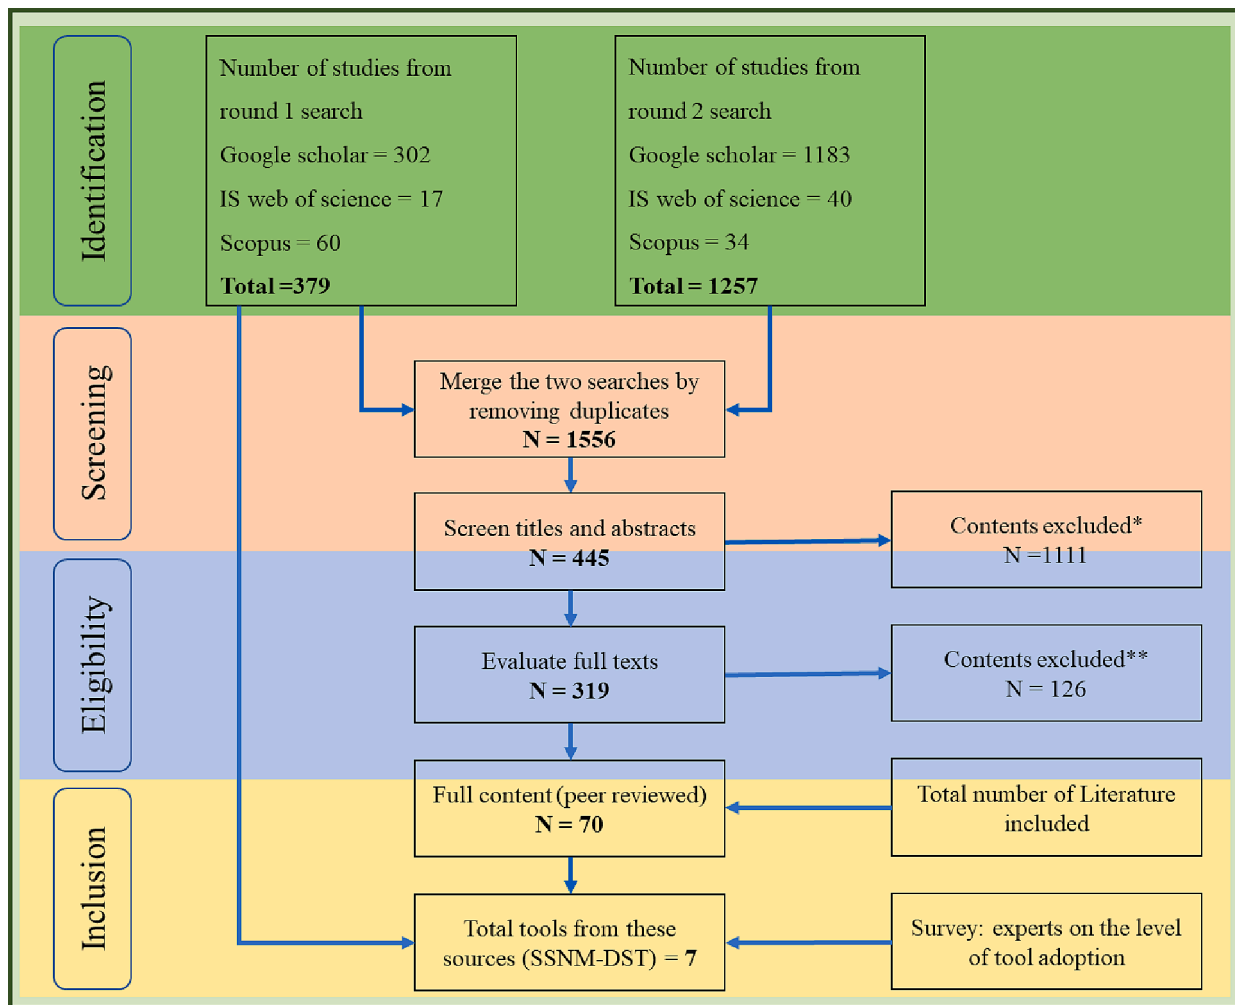 Identification
Number of studies from
round 1 search
Google scholar = 302
IS web of science = 17
Scopus = 60
Total =379
Number of studies from
round 2 search
Google scholar = 1183
IS web of science = 40
Scopus = 34
Total = 1257
Screening
Merge the two searches by
removing duplicates
N = 1556
Screen titles and abstracts
N = 445
Contents excluded*
N =1111
Eligibility
Evaluate full texts
N = 319
Contents excluded**
N = 126
Inclusion
Full content (peer reviewed)
N = 70
Total number of Literature
included
Total tools from these
sources (SSNM-DST) = 7
Survey: experts on the level
of tool adoption